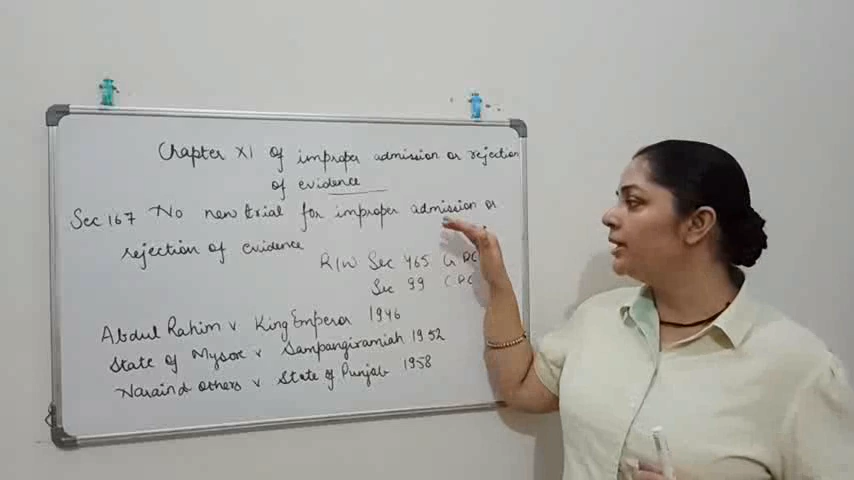 Chapter XI of improper admission or rejection
of evidence
Sec 167 No new trial for improper admission or
rejection of evidence
R/W Sec 465 Cr PC
Sec 99 CPC
Abdul Rahim v King Emperor 1946
State of Mysore v Sampangiramiah 1952
Narain & others v State of Punjab 1958